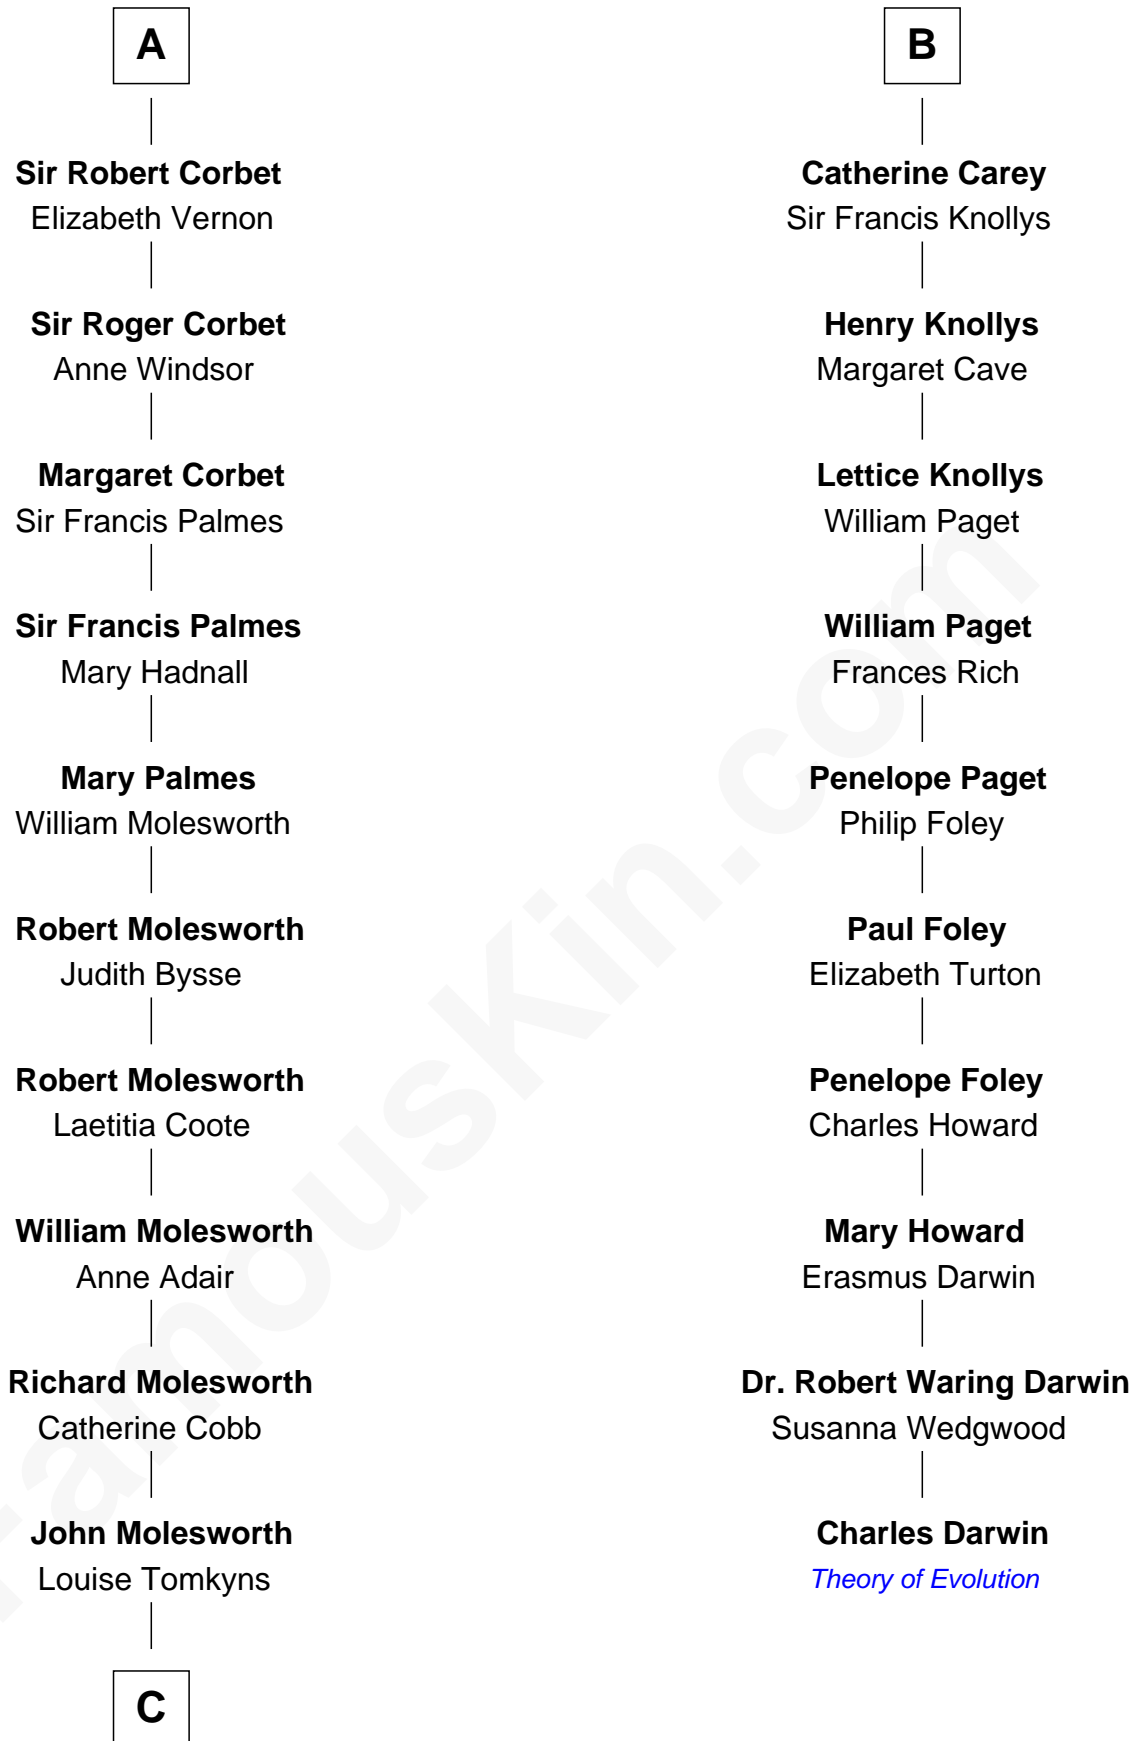 A
Sir Robert Corbet
Elizabeth Vernon
Sir Roger Corbet
Anne Windsor
Margaret Corbet
Sir Francis Palmes
Sir Francis Palmes
Mary Hadnall
Mary Palmes
William Molesworth
Robert Molesworth
Judith Bysse
Robert Molesworth
Laetitia Coote
William Molesworth
Anne Adair
Richard Molesworth
Catherine Cobb
John Molesworth
Louise Tomkyns
C
B
Catherine Carey
Sir Francis Knollys
Henry Knollys
Margaret Cave
Lettice Knollys
William Paget
William Paget
Frances Rich
Penelope Paget
Philip Foley
Paul Foley
Elizabeth Turton
Penelope Foley
Charles Howard
Mary Howard
Erasmus Darwin
Dr. Robert Waring Darwin
Susanna Wedgwood
Charles Darwin
Theory of Evolution
FamousKin.com